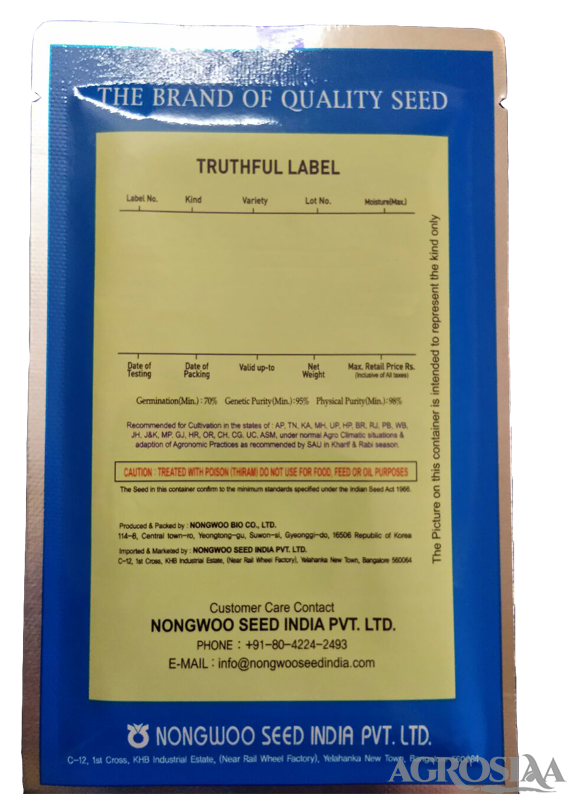 THE BRAND OF QUALITY SEED
TRUTHFUL LABEL
Label No. Kind Variety Lot No. Moisture(Max.)
Date of Testing Date of Packing Valid up-to Net Weight Max. Retail Price Rs. (Inclusive of All taxes)
Germination(Min.) : 70% Genetic Purity(Min.) : 95% Physical Purity(Min.) : 98%
Recommended for Cultivation in the states of : AP, TN, KA, MH, UP, HP, BR, RJ, PB, WB,
JH, J&K, MP, GJ, HR, OR, CH, CG, UC, ASM, under normal Agro Climatic situations &
adaption of Agronomic Practices as recommended by SAU in Kharif & Rabi season.
CAUTION : TREATED WITH POISON (THIRAM) DO NOT USE FOR FOOD, FEED OR OIL PURPOSES
The Seed in this container confirm to the minimum standards specified under the Indian Seed Act 1966.
Produced & Packed by : NONGWOO BIO CO., LTD.
114-8, Central town-ro, Yeongtong-gu, Suwon-si, Gyeonggi-do, 16506 Republic of Korea
Imported & Marketed by : NONGWOO SEED INDIA PVT. LTD.
C-12, 1st Cross, KHB Industrial Estate, (Near Rail Wheel Factory), Yelahanka New Town, Bangalore 560064
Customer Care Contact
NONGWOO SEED INDIA PVT. LTD.
PHONE : +91-80-4224-2493
E-MAIL : info@nongwooseedindia.com
The Picture on this container is intended to represent the kind only
NONGWOO SEED INDIA PVT. LTD.
C-12, 1st Cross, KHB Industrial Estate, (Near Rail Wheel Factory), Yelahanka New Town, Bangalore 560064
AGROSIAA